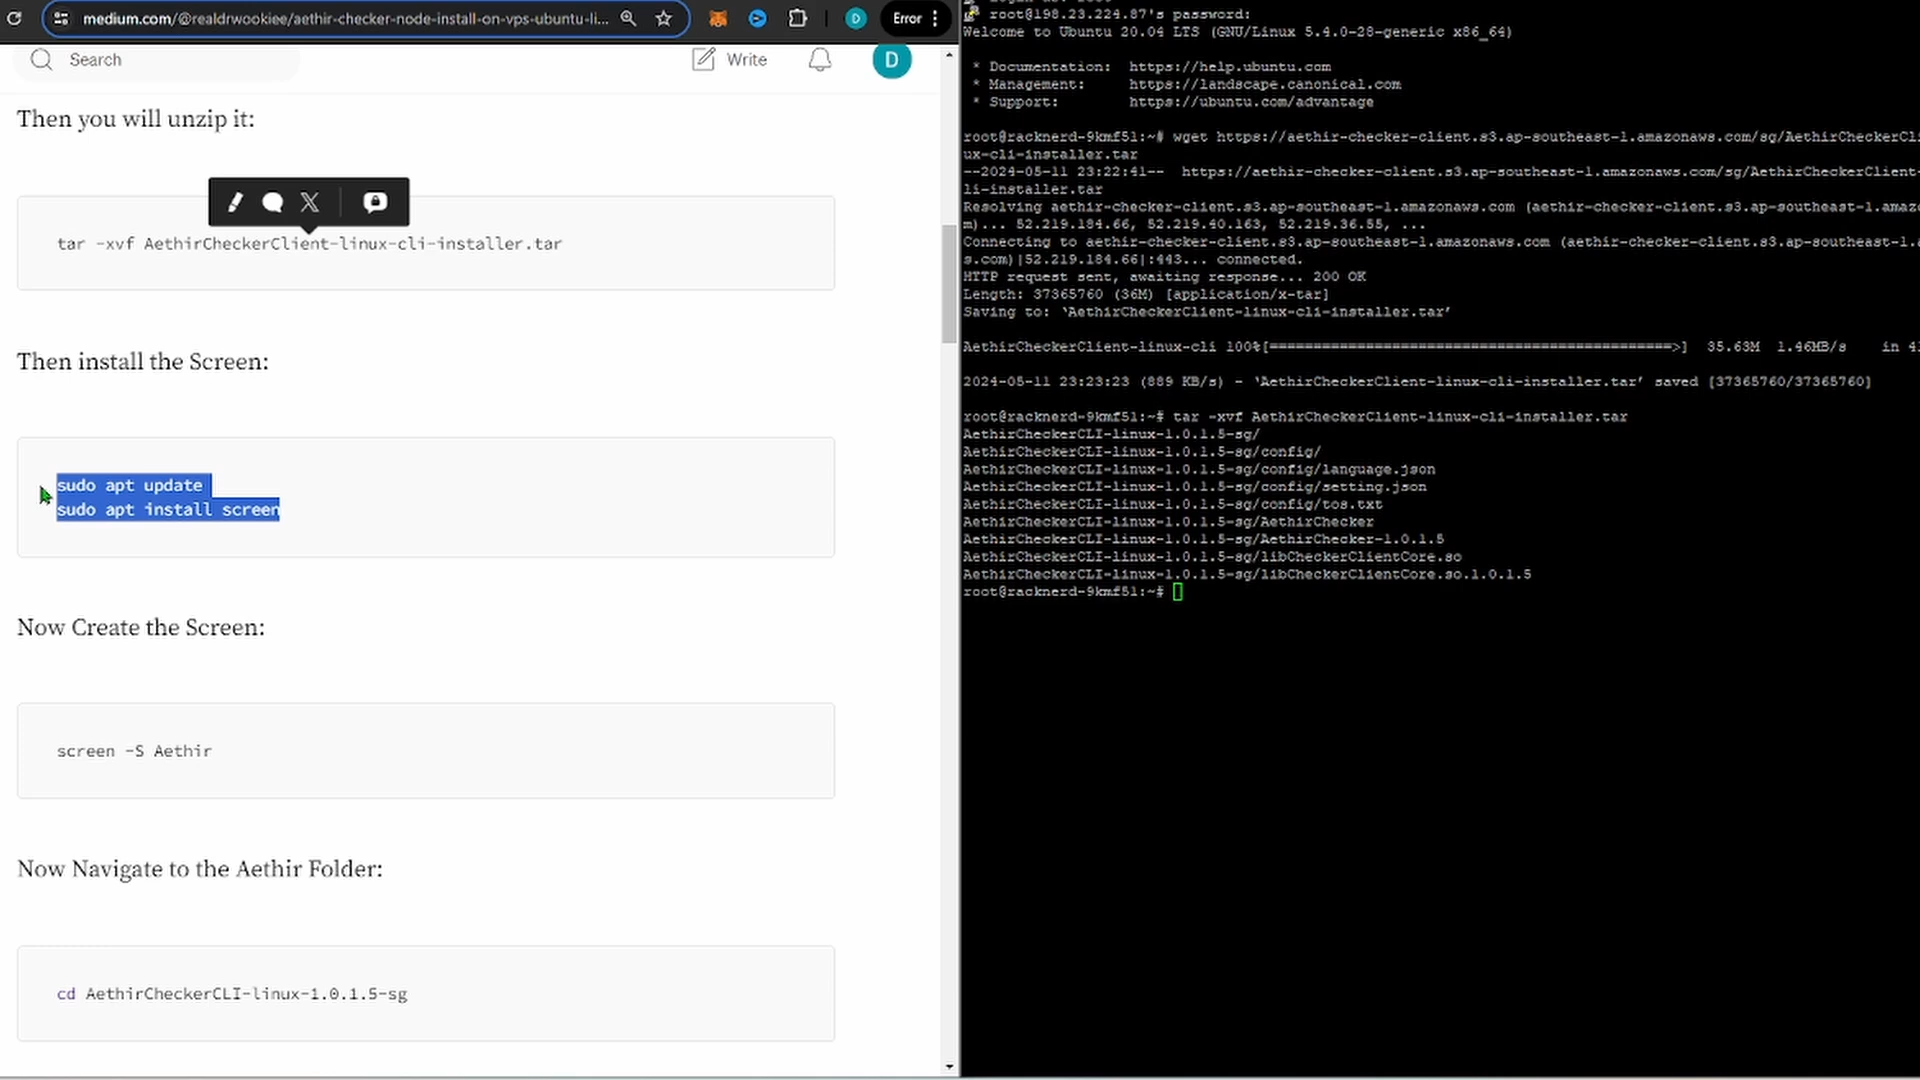 medium.com/@realdrwookiee/aethir-checker-node-install-on-vps-ubuntu-li...
D
Error
Search
Write
D
Then you will unzip it:
tar -xvf AethirCheckerClient-linux-cli-installer.tar
Then install the Screen:
sudo apt update
sudo apt install screen
Now Create the Screen:
screen -S Aethir
Now Navigate to the Aethir Folder:
cd AethirCheckerCLI-linux-1.0.1.5-sg
root@198.23.224.87's password:
Welcome to Ubuntu 20.04 LTS (GNU/Linux 5.4.0-28-generic x86_64)
* Documentation: https://help.ubuntu.com
* Management: https://landscape.canonical.com
* Support: https://ubuntu.com/advantage
root@racknerd-9kmf51:~# wget https://aethir-checker-client.s3.ap-southeast-1.amazonaws.com/sg/AethirCheckerCli
ux-cli-installer.tar
--2024-05-11 23:22:41-- https://aethir-checker-client.s3.ap-southeast-1.amazonaws.com/sg/AethirCheckerClient-
li-installer.tar
Resolving aethir-checker-client.s3.ap-southeast-1.amazonaws.com (aethir-checker-client.s3.ap-southeast-1.amazo
m)... 52.219.184.66, 52.219.40.163, 52.219.36.55, ...
Connecting to aethir-checker-client.s3.ap-southeast-1.amazonaws.com (aethir-checker-client.s3.ap-southeast-1.a
s.com)|52.219.184.66|:443... connected.
HTTP request sent, awaiting response... 200 OK
Length: 37365760 (36M) [application/x-tar]
Saving to: ‘AethirCheckerClient-linux-cli-installer.tar’
AethirCheckerClient-linux-cli 100%[================================================>] 35.63M 1.46MB/s in 41
2024-05-11 23:23:23 (889 KB/s) - ‘AethirCheckerClient-linux-cli-installer.tar’ saved [37365760/37365760]
root@racknerd-9kmf51:~# tar -xvf AethirCheckerClient-linux-cli-installer.tar
AethirCheckerCLI-linux-1.0.1.5-sg/
AethirCheckerCLI-linux-1.0.1.5-sg/config/
AethirCheckerCLI-linux-1.0.1.5-sg/config/language.json
AethirCheckerCLI-linux-1.0.1.5-sg/config/setting.json
AethirCheckerCLI-linux-1.0.1.5-sg/config/tos.txt
AethirCheckerCLI-linux-1.0.1.5-sg/AethirChecker
AethirCheckerCLI-linux-1.0.1.5-sg/AethirChecker-1.0.1.5
AethirCheckerCLI-linux-1.0.1.5-sg/libCheckerClientCore.so
AethirCheckerCLI-linux-1.0.1.5-sg/libCheckerClientCore.so.1.0.1.5
root@racknerd-9kmf51:~#